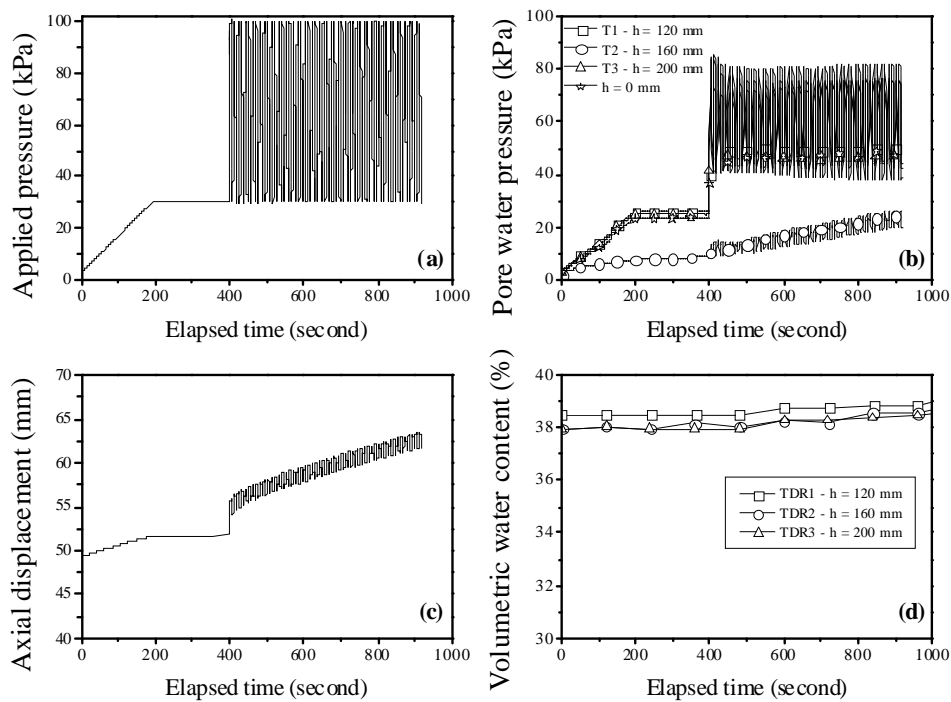 Applied pressure (kPa)
100
80
60
40
20
0
0 200 400 600 800 1000
Elapsed time (second)
(a)
Pore water pressure (kPa)
100
80
60
40
20
0
T1 - h = 120 mm
T2 - h = 160 mm
T3 - h = 200 mm
h = 0 mm
0 200 400 600 800 1000
Elapsed time (second)
(b)
Axial displacement (mm)
70
65
60
55
50
45
40
0 200 400 600 800 1000
Elapsed time (second)
(c)
Volumetric water content (%)
40
38
36
34
32
30
TDR1 - h = 120 mm
TDR2 - h = 160 mm
TDR3 - h = 200 mm
0 200 400 600 800 1000
Elapsed time (second)
(d)